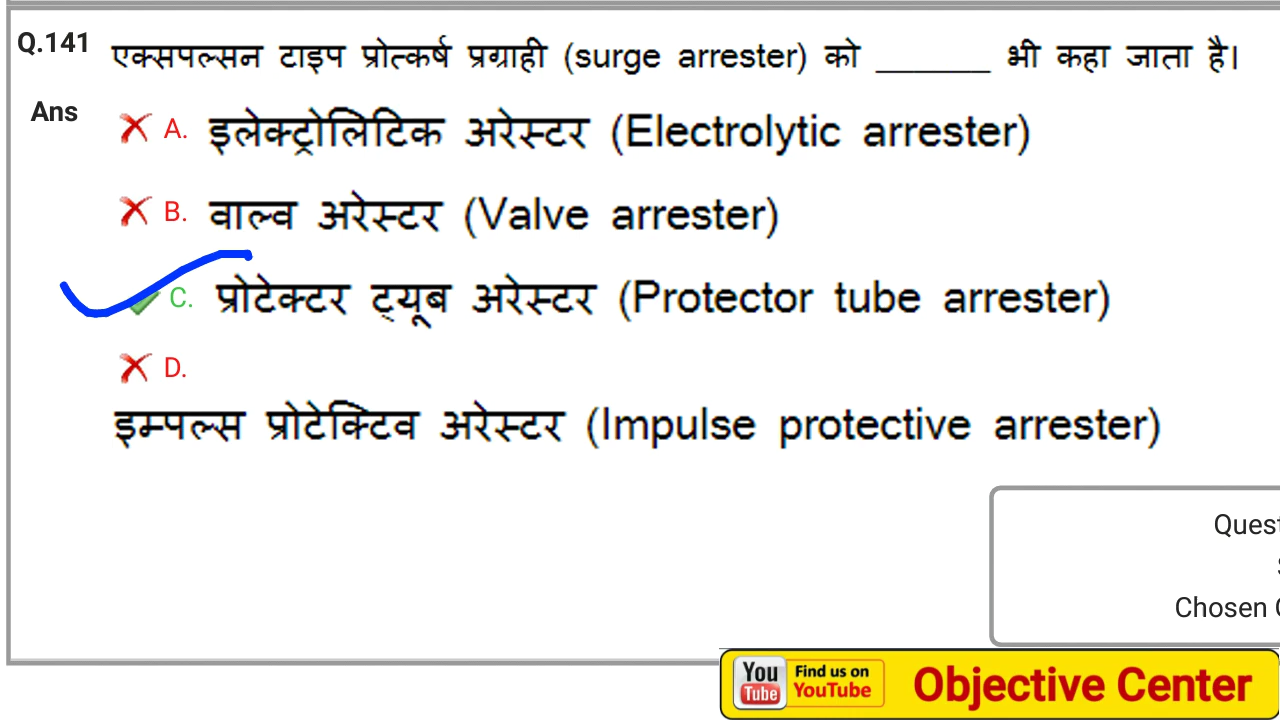 Q.141 एक्सपल्सन टाइप प्रोत्कर्ष प्रग्राही (surge arrester) को ______ भी कहा जाता है।
Ans
A. इलेक्ट्रोलिटिक अरेस्टर (Electrolytic arrester)
B. वाल्व अरेस्टर (Valve arrester)
C. प्रोटेक्टर ट्यूब अरेस्टर (Protector tube arrester)
D.
इम्पल्स प्रोटेक्टिव अरेस्टर (Impulse protective arrester)
Quest
Chosen
You Tube
Find us on
YouTube
Objective Center